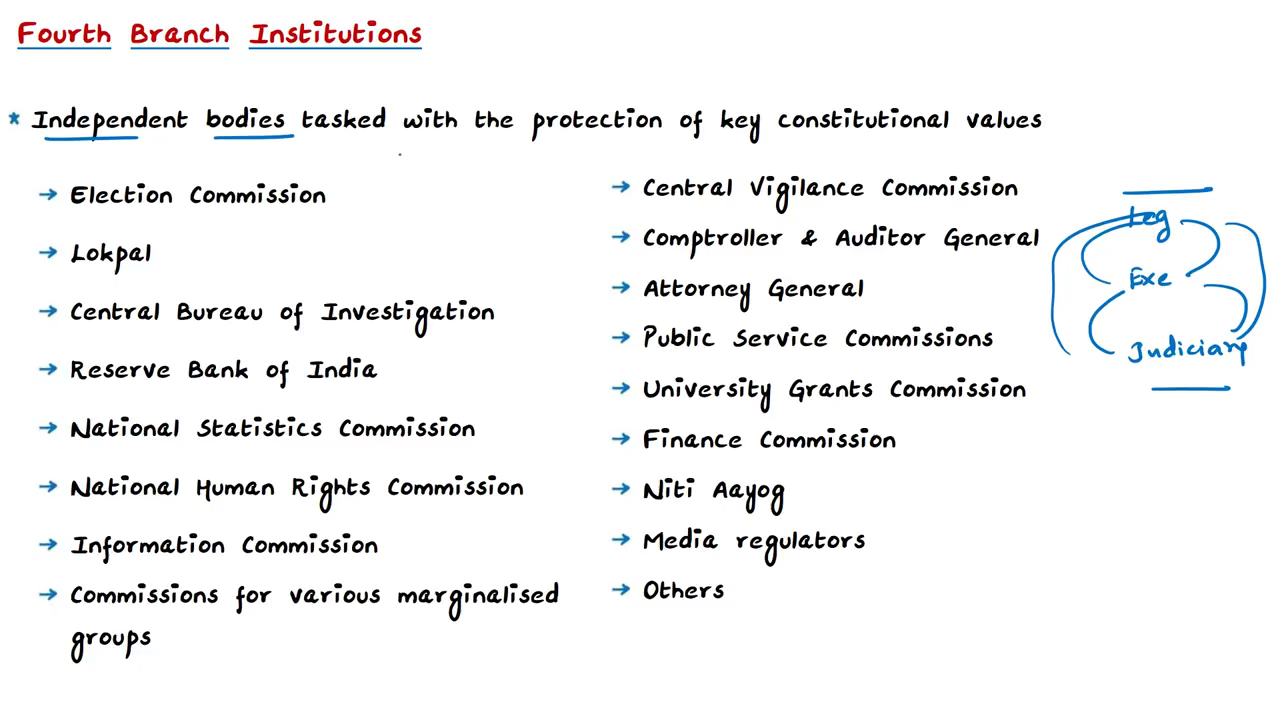 Fourth Branch Institutions
* Independent bodies tasked with the protection of key constitutional values
→ Election Commission
→ Lokpal
→ Central Bureau of Investigation
→ Reserve Bank of India
→ National Statistics Commission
→ National Human Rights Commission
→ Information Commission
→ Commissions for various marginalised
groups
→ Central Vigilance Commission
→ Comptroller & Auditor General
→ Attorney General
→ Public Service Commissions
→ University Grants Commission
→ Finance Commission
→ Niti Aayog
→ Media regulators
→ Others
Leg
Exe
Judiciary